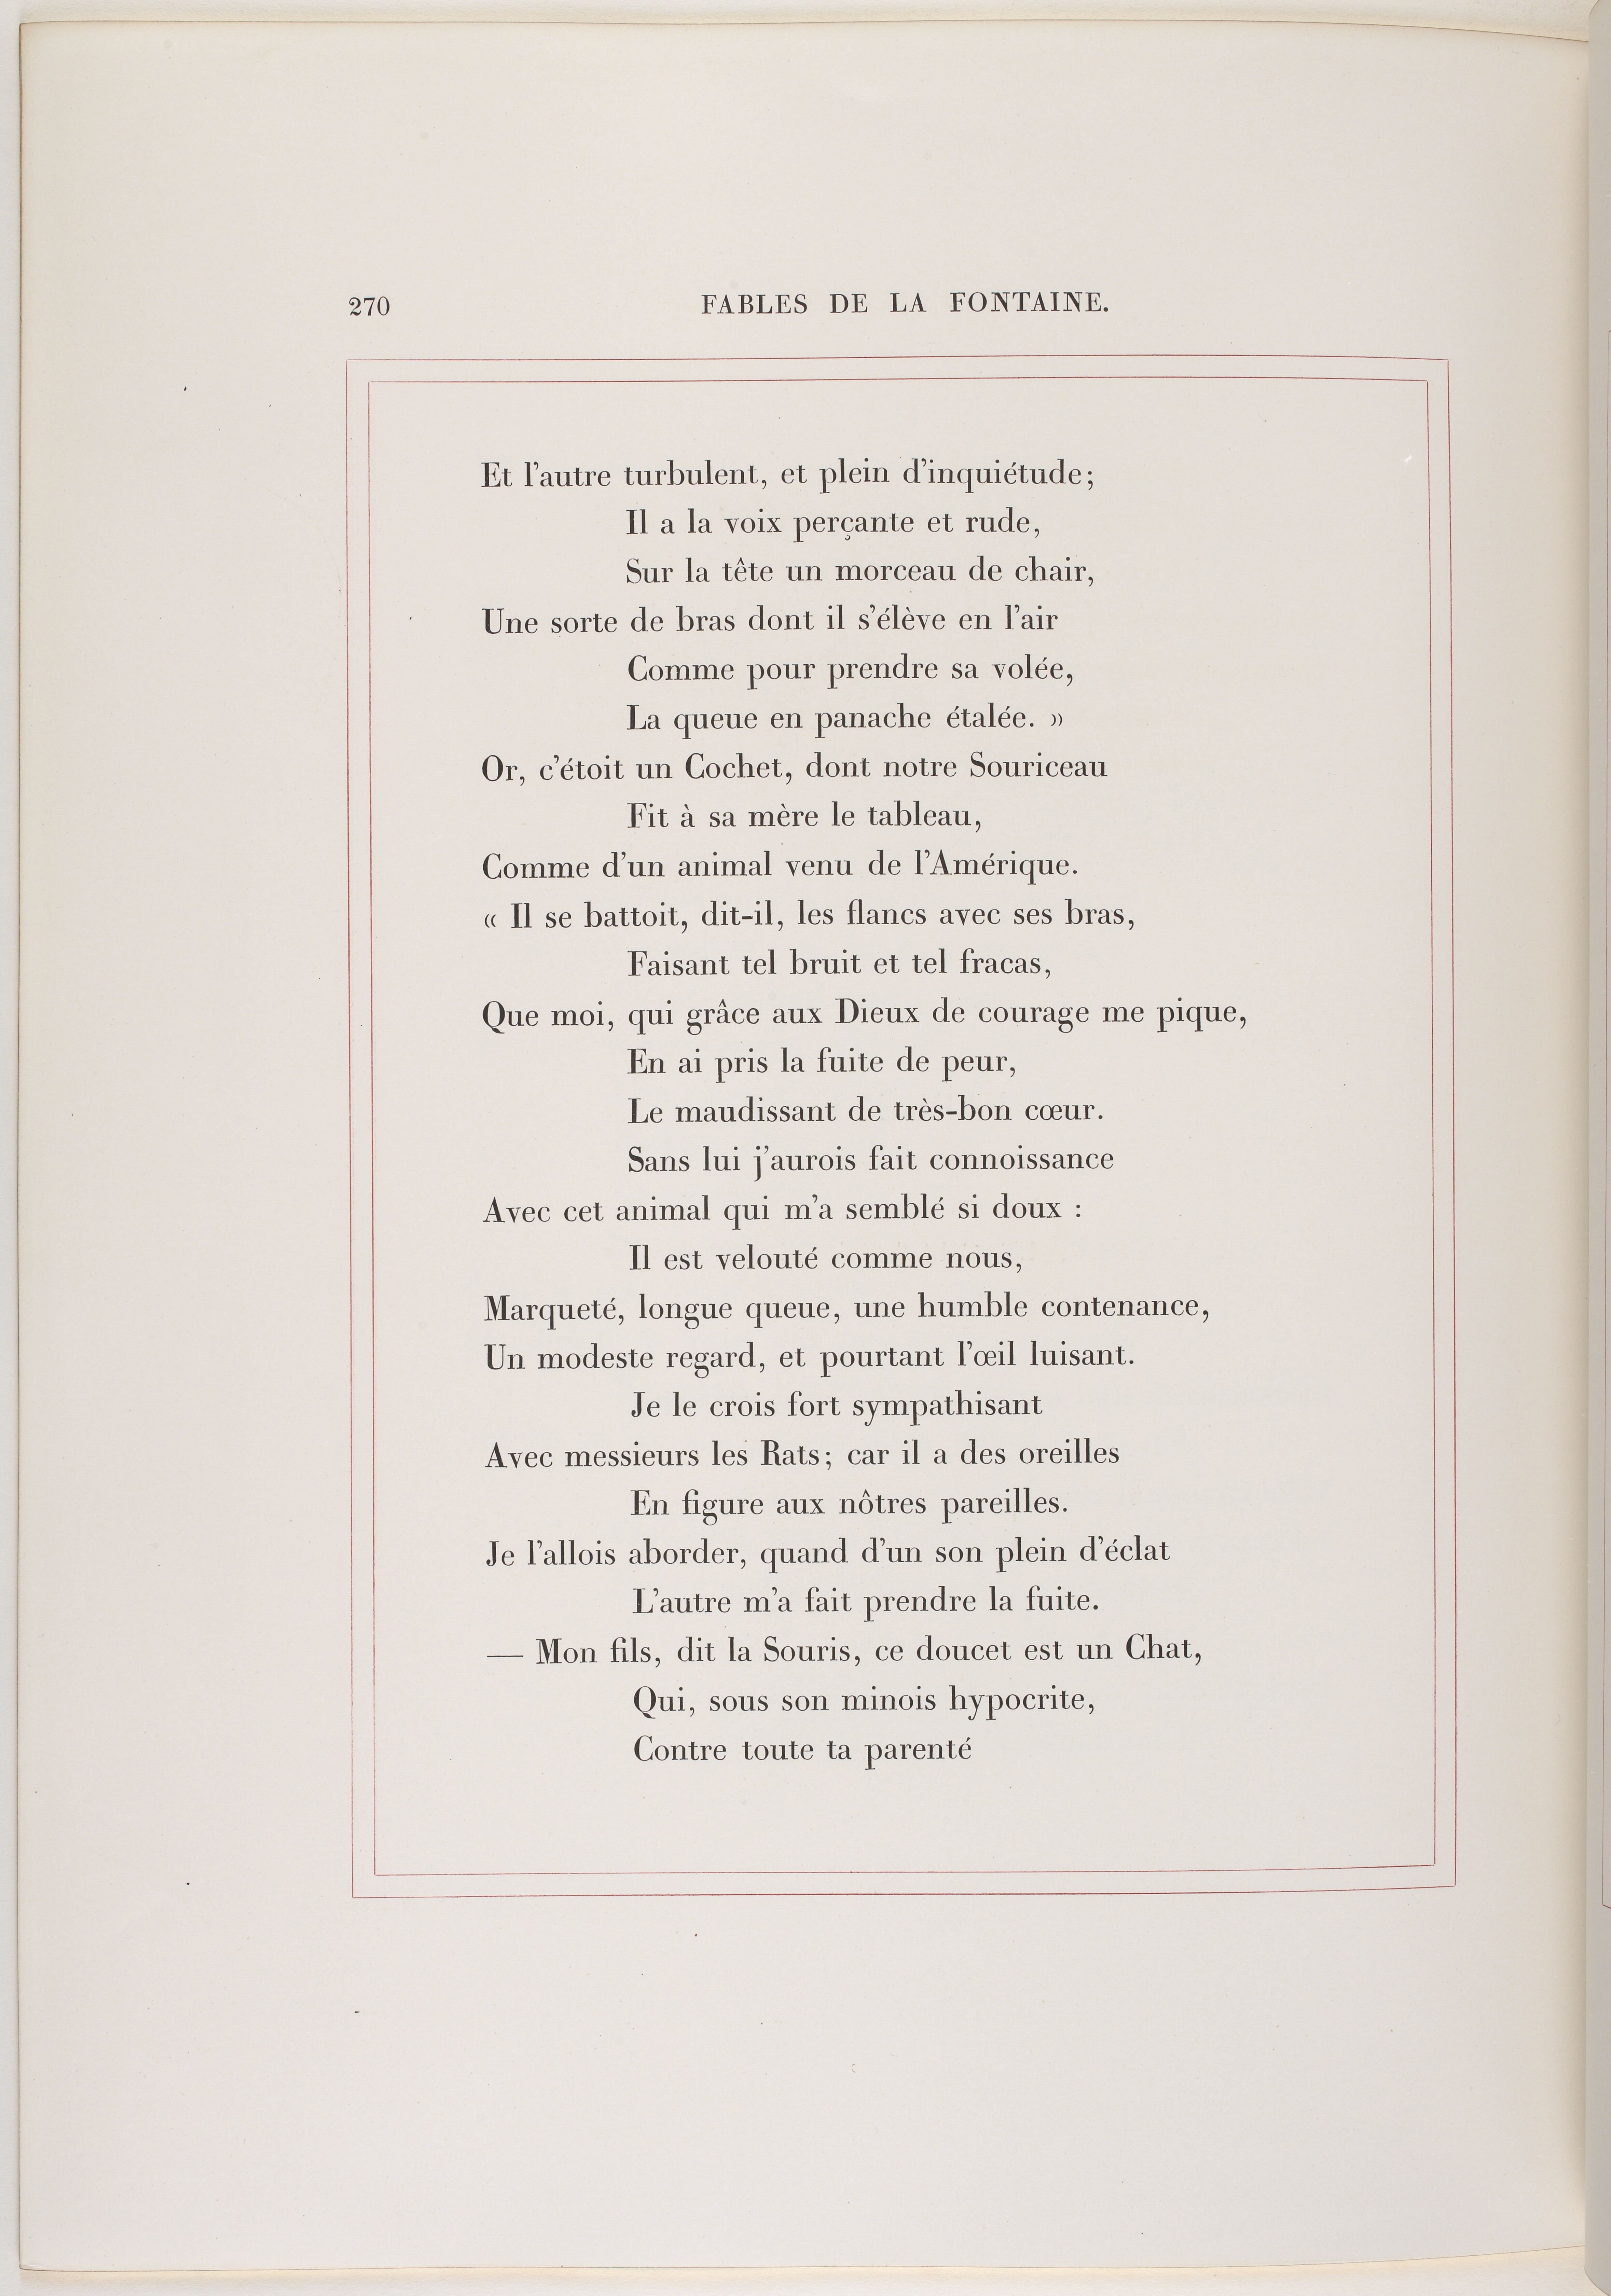 270 FABLES DE LA FONTAINE.
Et l'autre turbulent, et plein d'inquiétude;
Il a la voix perçante et rude,
Sur la tête un morceau de chair,
Une sorte de bras dont il s'élève en l'air
Comme pour prendre sa volée,
La queue en panache étalée. »
Or, c'étoit un Cochet, dont notre Souriceau
Fit à sa mère le tableau,
Comme d'un animal venu de l'Amérique.
« Il se battoit, dit-il, les flancs avec ses bras,
Faisant tel bruit et tel fracas,
Que moi, qui grâce aux Dieux de courage me pique,
En ai pris la fuite de peur,
Le maudissant de très-bon cœur.
Sans lui j'aurois fait connoissance
Avec cet animal qui m'a semblé si doux :
Il est velouté comme nous,
Marqueté, longue queue, une humble contenance,
Un modeste regard, et pourtant l'œil luisant.
Je le crois fort sympathisant
Avec messieurs les Rats; car il a des oreilles
En figure aux nôtres pareilles.
Je l'allois aborder, quand d'un son plein d'éclat
L'autre m'a fait prendre la fuite.
— Mon fils, dit la Souris, ce doucet est un Chat,
Qui, sous son minois hypocrite,
Contre toute ta parenté